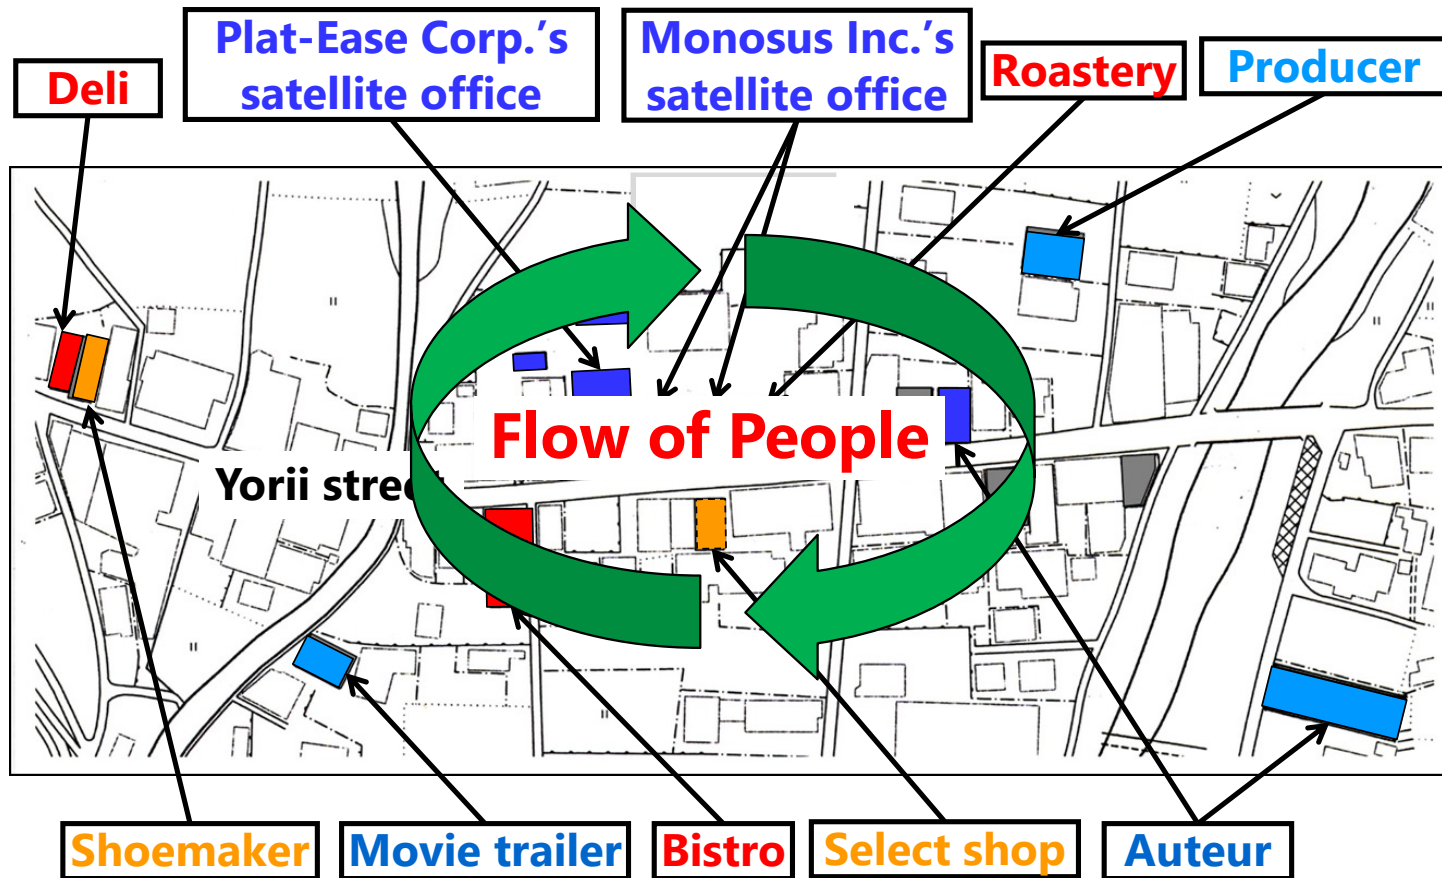 Plat-Ease Corp.’s
satellite office
Monosus Inc.’s
satellite office
Deli
Roastery
Producer
Flow of People
Yorii street
Shoemaker
Movie trailer
Bistro
Select shop
Auteur